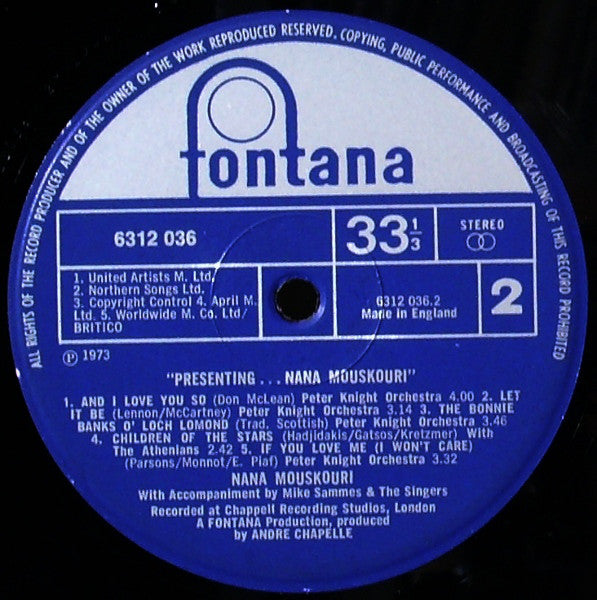 ALL RIGHTS OF THE RECORD PRODUCER AND OF THE OWNER OF THE WORK REPRODUCED RESERVED. COPYING, PUBLIC PERFORMANCE AND BROADCASTING OF THIS RECORD PROHIBITED
fontana
6312 036
33 1/3
STEREO
1. United Artists M. Ltd.
2. Northern Songs Ltd.
3. Copyright Control 4. April M.
Ltd. 5. Worldwide M. Co. Ltd/
BRITICO
6312 036.2
Made in England
2
Ⓟ 1973
"PRESENTING... NANA MOUSKOURI"
1. AND I LOVE YOU SO (Don McLean) Peter Knight Orchestra 4.00 2. LET
IT BE (Lennon/McCartney) Peter Knight Orchestra 3.14 3. THE BONNIE
BANKS O' LOCH LOMOND (Trad. Scottish) Peter Knight Orchestra 3.46
4. CHILDREN OF THE STARS (Hadjidakis/Gatsos/Kretzmer) With
The Athenians 2.42 5. IF YOU LOVE ME (I WON'T CARE)
(Parsons/Monnot/E. Piaf) Peter Knight Orchestra 3.32
NANA MOUSKOURI
With Accompaniment by Mike Sammes & The Singers
Recorded at Chappell Recording Studios, London
A FONTANA Production, produced
by ANDRE CHAPELLE